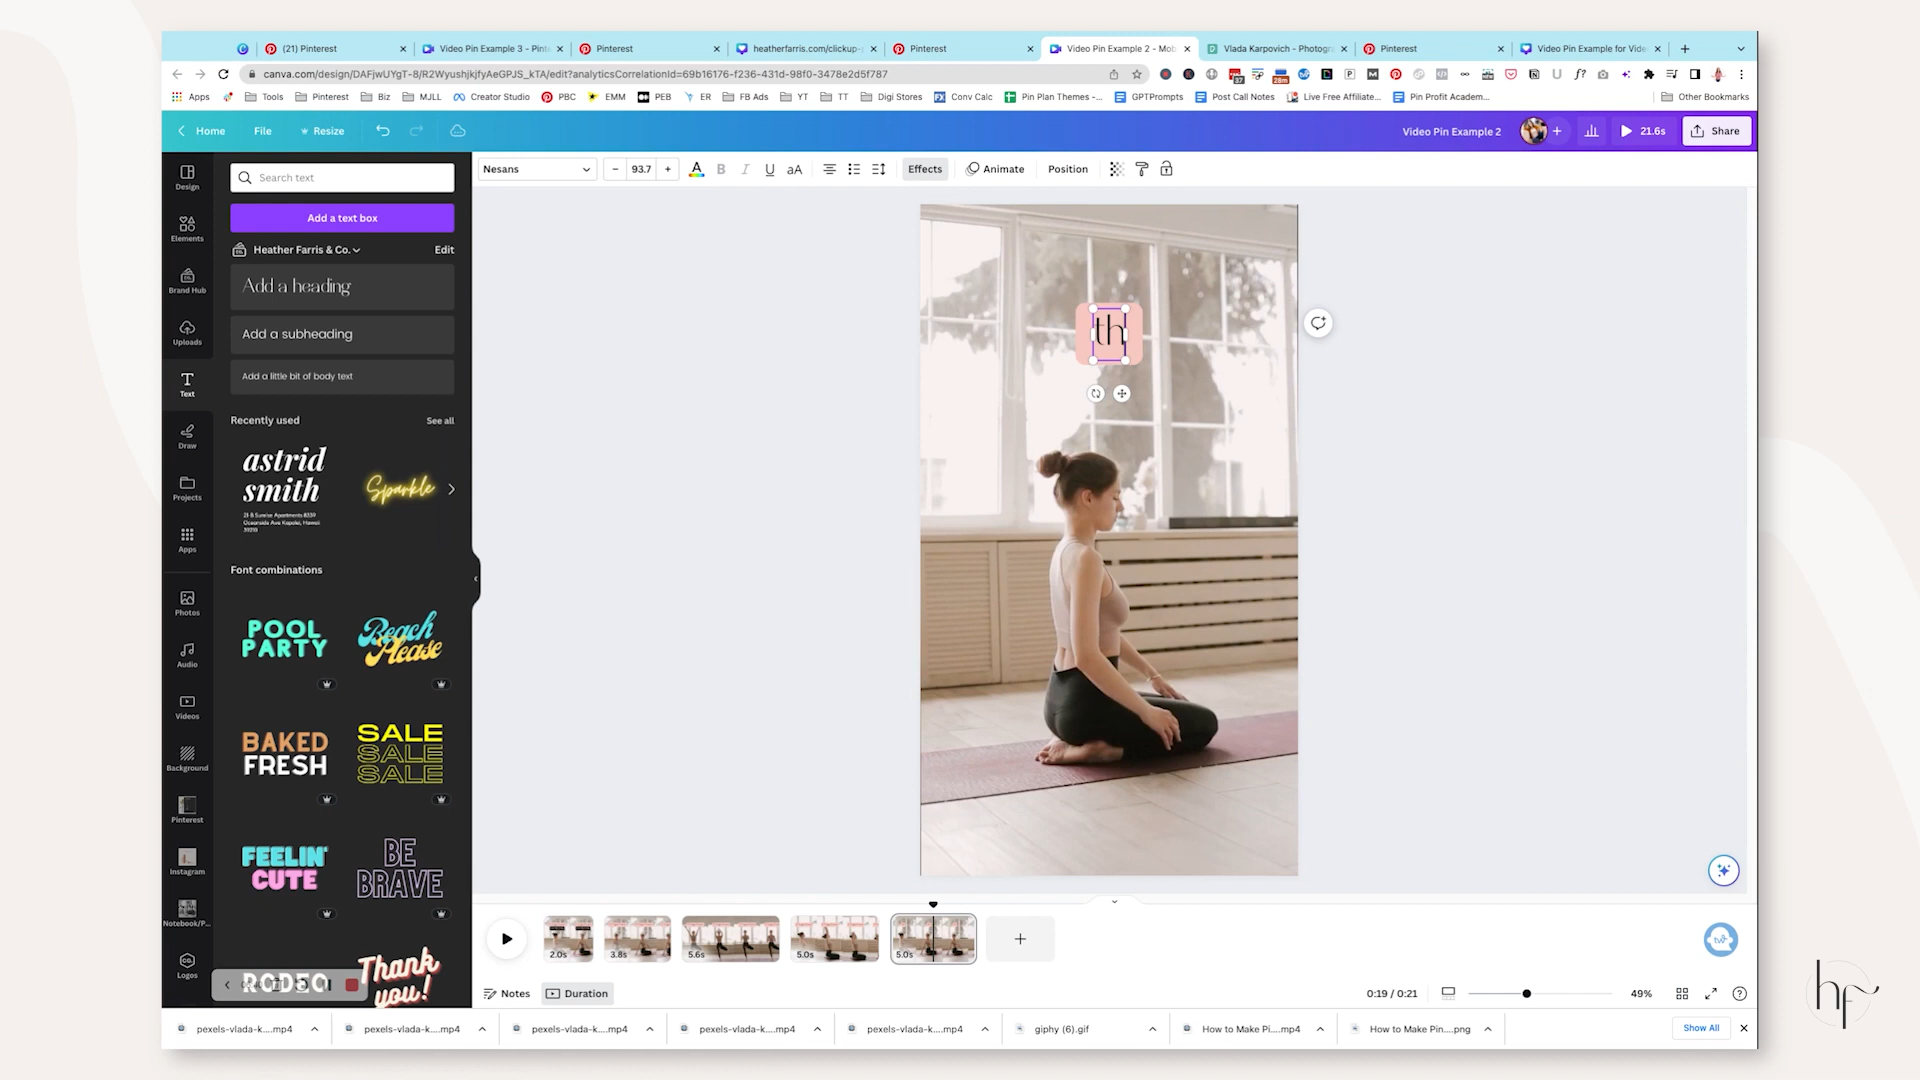 (21) Pinterest
Video Pin Example 3 - Pint
Pinterest
heatherfarris.com/clickup-
Pinterest
Video Pin Example 2 - Mob
Vlada Karpovich - Photogra
Pinterest
Video Pin Example for Vide
canva.com/design/DAFjwUYgT-8/R2WyushjkjfyAeGPJS_kTA/edit?analyticsCorrelationId=69b16176-f236-431d-98f0-3478e2d5f787
Apps
Tools
Pinterest
Biz
MJLL
Creator Studio
PBC
EMM
PEB
ER
FB Ads
YT
TT
Digi Stores
Conv Calc
Pin Plan Themes -...
GPTPrompts
Post Call Notes
Live Free Affiliate...
Pin Profit Academ...
Other Bookmarks
Home
File
Resize
Video Pin Example 2
21.6s
Share
Nesans
93.7
Effects
Animate
Position
Design
Elements
Brand Hub
Uploads
Text
Draw
Projects
Apps
Photos
Audio
Videos
Background
Pinterest
Instagram
Notebook/P...
Logos
Search text
Add a text box
Heather Farris & Co.
Edit
Add a heading
Add a subheading
Add a little bit of body text
Recently used
See all
astrid
smith
Sparkle
Font combinations
POOL
PARTY
Beach
Please
BAKED
FRESH
SALE
SALE
SALE
FEELIN'
CUTE
BE
BRAVE
RODEO
Thank
you!
th
2.0s
3.8s
5.6s
5.0s
5.0s
Notes
Duration
0:19 / 0:21
49%
pexels-vlada-k....mp4
pexels-vlada-k....mp4
pexels-vlada-k....mp4
pexels-vlada-k....mp4
pexels-vlada-k....mp4
giphy (6).gif
How to Make Pi....mp4
How to Make Pin....png
Show All
hf